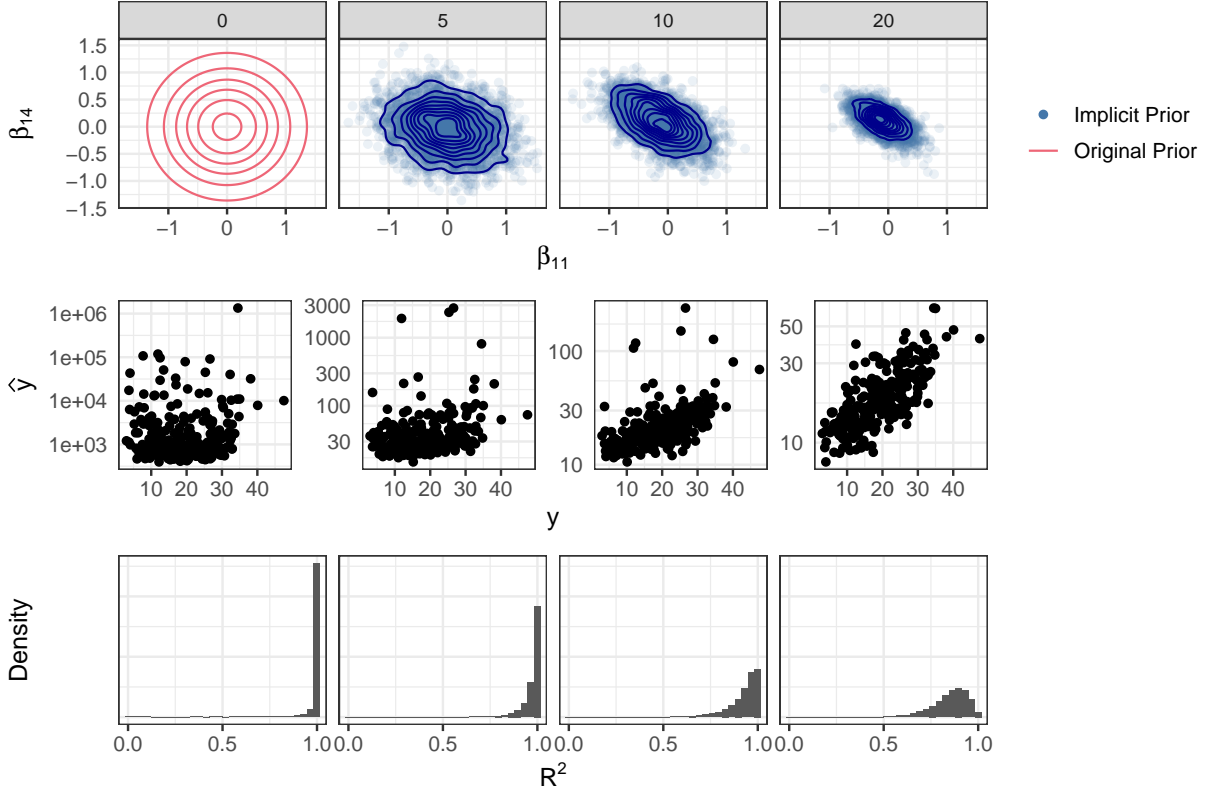 0 5 10 20
β14
1.5
1.0
0.5
0.0
−0.5
−1.0
−1.5
−1 0 1 −1 0 1 −1 0 1 −1 0 1
β11
Implicit Prior
Original Prior
ŷ
1e+06
1e+05
1e+04
1e+03
3000
1000
300
100
30
100
30
10
50
30
10
10 20 30 40 10 20 30 40 10 20 30 40 10 20 30 40
y
Density
0.0 0.5 1.0 0.0 0.5 1.0 0.0 0.5 1.0 0.0 0.5 1.0
R²